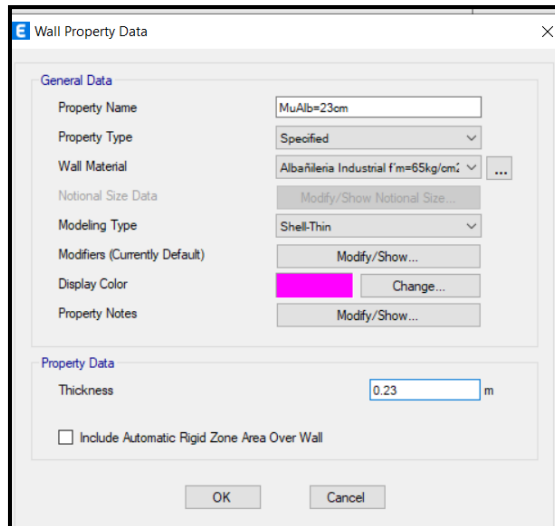 E Wall Property Data
General Data
Property Name MuAlb=23cm
Property Type Specified
Wall Material Albañileria Industrial f'm=65kg/cm2 ...
Notional Size Data Modify/Show Notional Size...
Modeling Type Shell-Thin
Modifiers (Currently Default) Modify/Show...
Display Color Change...
Property Notes Modify/Show...
Property Data
Thickness 0.23 m
Include Automatic Rigid Zone Area Over Wall
OK Cancel